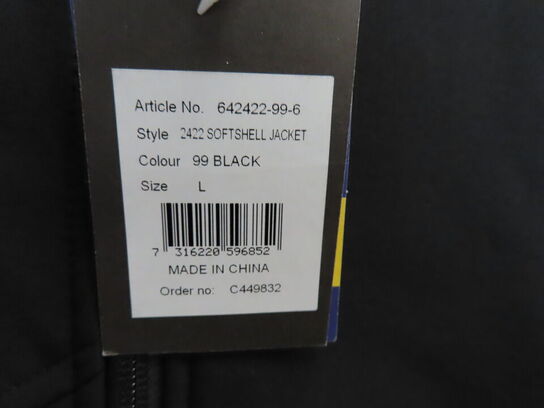 Article No. 642422-99-6
Style 2422 SOFTSHELL JACKET
Colour 99 BLACK
Size L
7 316220 596852
MADE IN CHINA
Order no: C449832